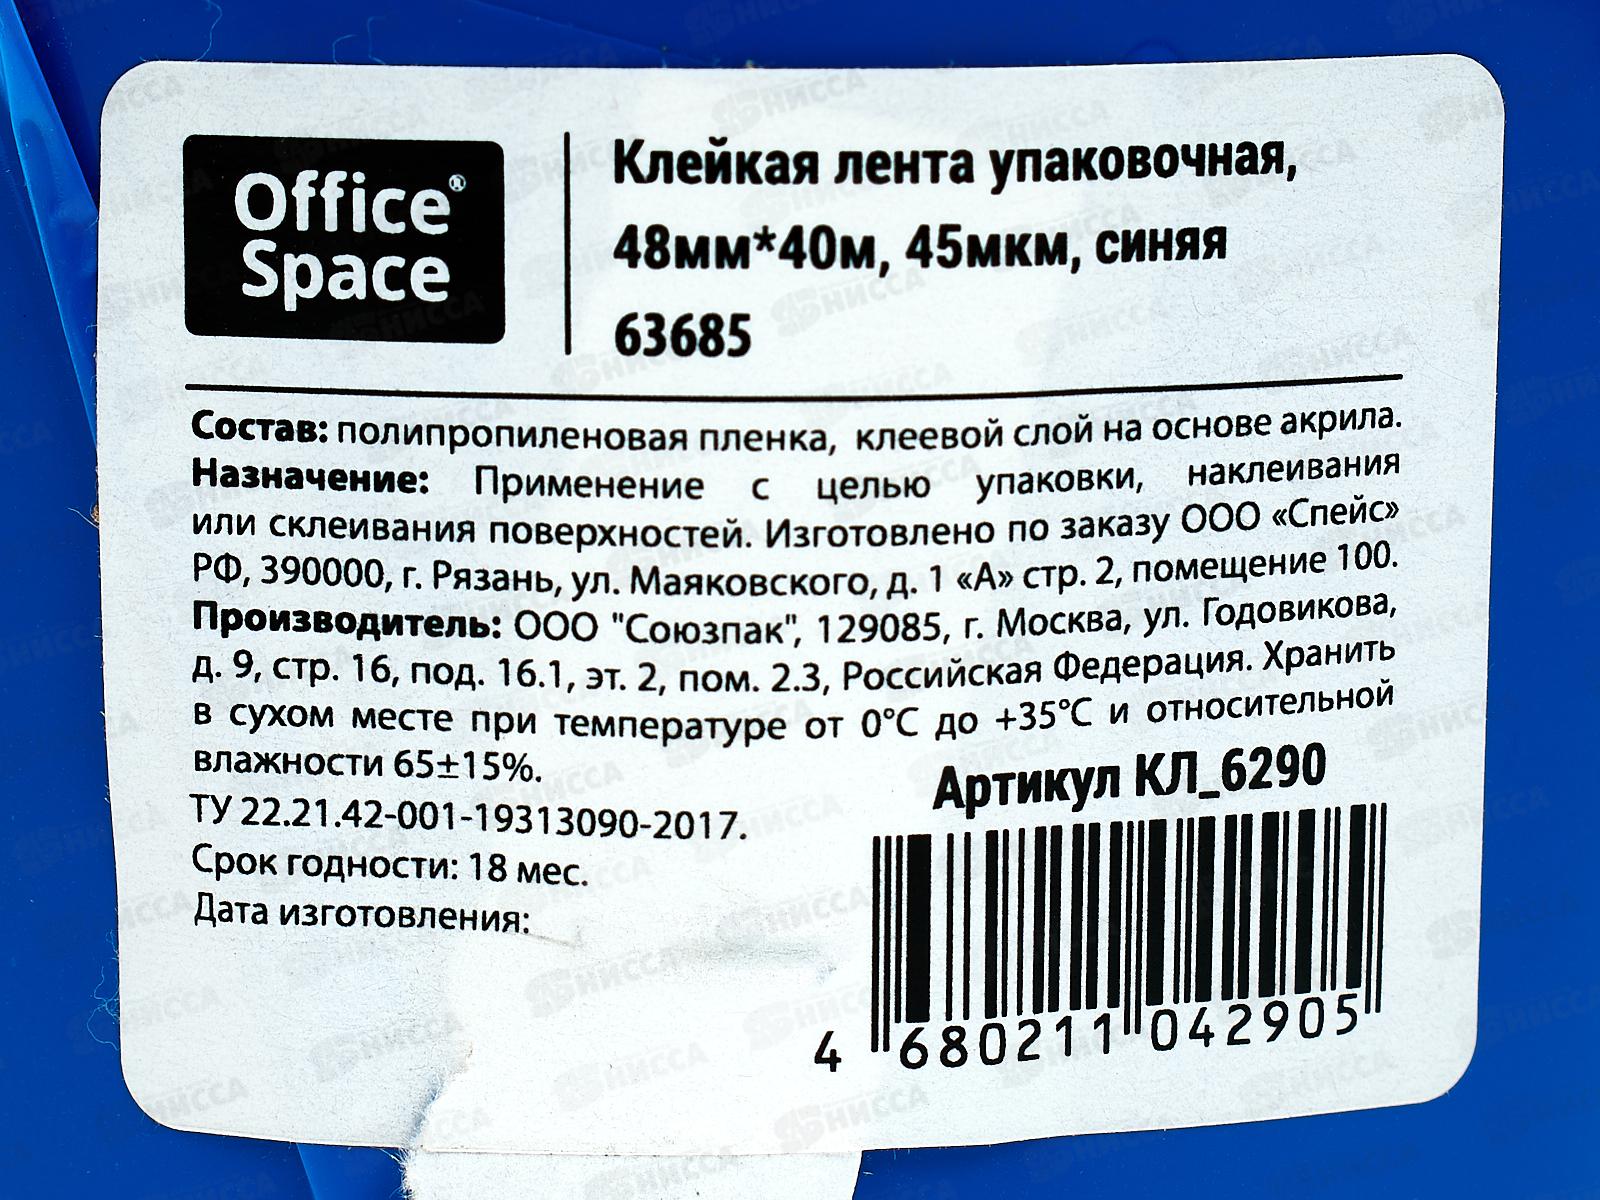 Office®
Space
Клейкая лента упаковочная,
48мм*40м, 45мкм, синяя
63685
Состав: полипропиленовая пленка, клеевой слой на основе акрила.
Назначение: Применение с целью упаковки, наклеивания
или склеивания поверхностей. Изготовлено по заказу ООО «Спейс»
РФ, 390000, г. Рязань, ул. Маяковского, д. 1 «А» стр. 2, помещение 100.
Производитель: ООО "Союзпак", 129085, г. Москва, ул. Годовикова,
д. 9, стр. 16, под. 16.1, эт. 2, пом. 2.3, Российская Федерация. Хранить
в сухом месте при температуре от 0°С до +35°С и относительной
влажности 65±15%.
ТУ 22.21.42-001-19313090-2017.
Срок годности: 18 мес.
Дата изготовления:
Артикул КЛ_6290
4 680211 042905